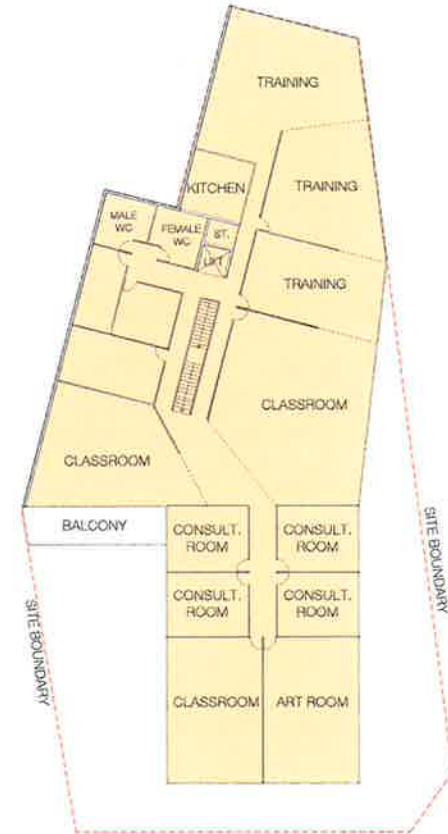 TRAINING
KITCHEN
TRAINING
MALE
WC
FEMALE
WC
ST.
LIFT
TRAINING
CLASSROOM
CLASSROOM
BALCONY
CONSULT.
ROOM
CONSULT.
ROOM
SITE BOUNDARY
CONSULT.
ROOM
CONSULT.
ROOM
SITE BOUNDARY
CLASSROOM
ART ROOM